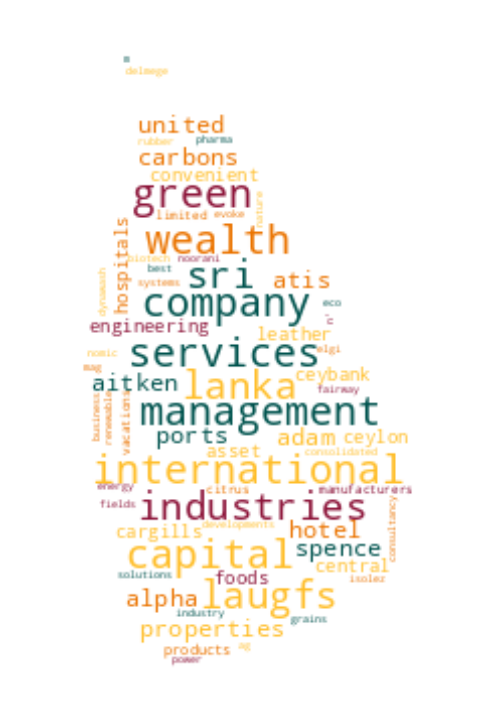 m
delmege
united
rubber pharma
carbons
convenient
green
nature
limited evoke
hospitals
wealth
biotech noorani
best
sri
systems
atis
dynawash
company
eco
c
engineering
leather
services
elgi
nomic
mag
aitken
lanka
ceybank
fairway
business
renewable
vacations
management
ports
adam ceylon
asset
consolidated
international
energy
citrus
manufacturers
fields
industries
developments
consultancy
cargills
hotel
capital
spence
central
solutions
foods
isolez
alpha
laugfs
industry
grains
properties
products
ag
power